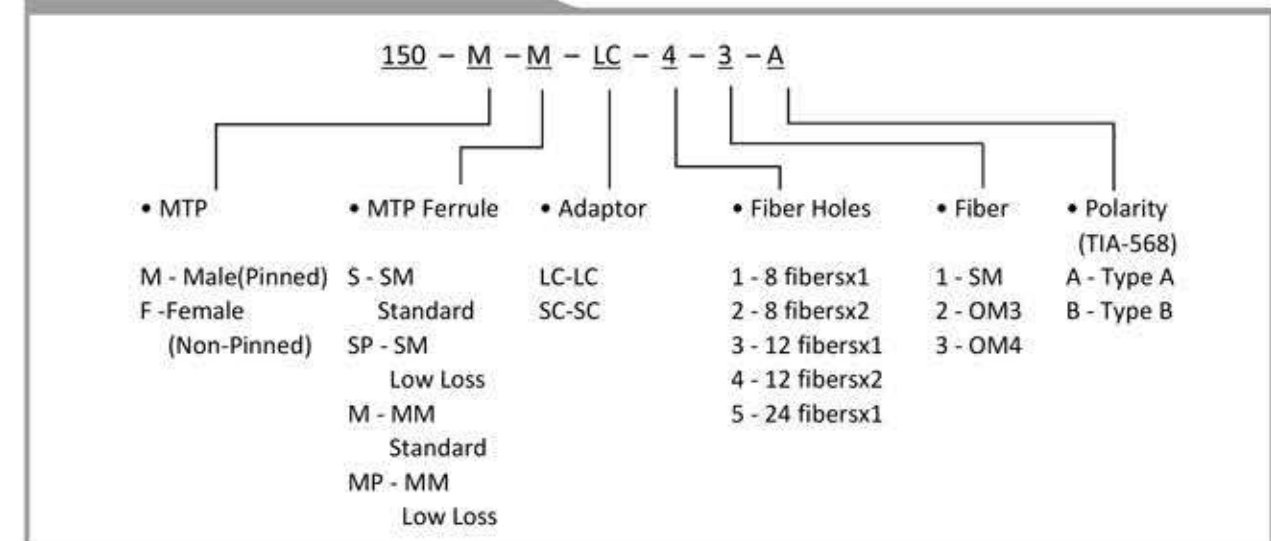 150 – M – M – LC – 4 – 3 – A
• MTP
M - Male(Pinned)
F -Female
(Non-Pinned)
• MTP Ferrule
S - SM
Standard
SP - SM
Low Loss
M - MM
Standard
MP - MM
Low Loss
• Adaptor
LC-LC
SC-SC
• Fiber Holes
1 - 8 fibersx1
2 - 8 fibersx2
3 - 12 fibersx1
4 - 12 fibersx2
5 - 24 fibersx1
• Fiber
1 - SM
2 - OM3
3 - OM4
• Polarity
(TIA-568)
A - Type A
B - Type B